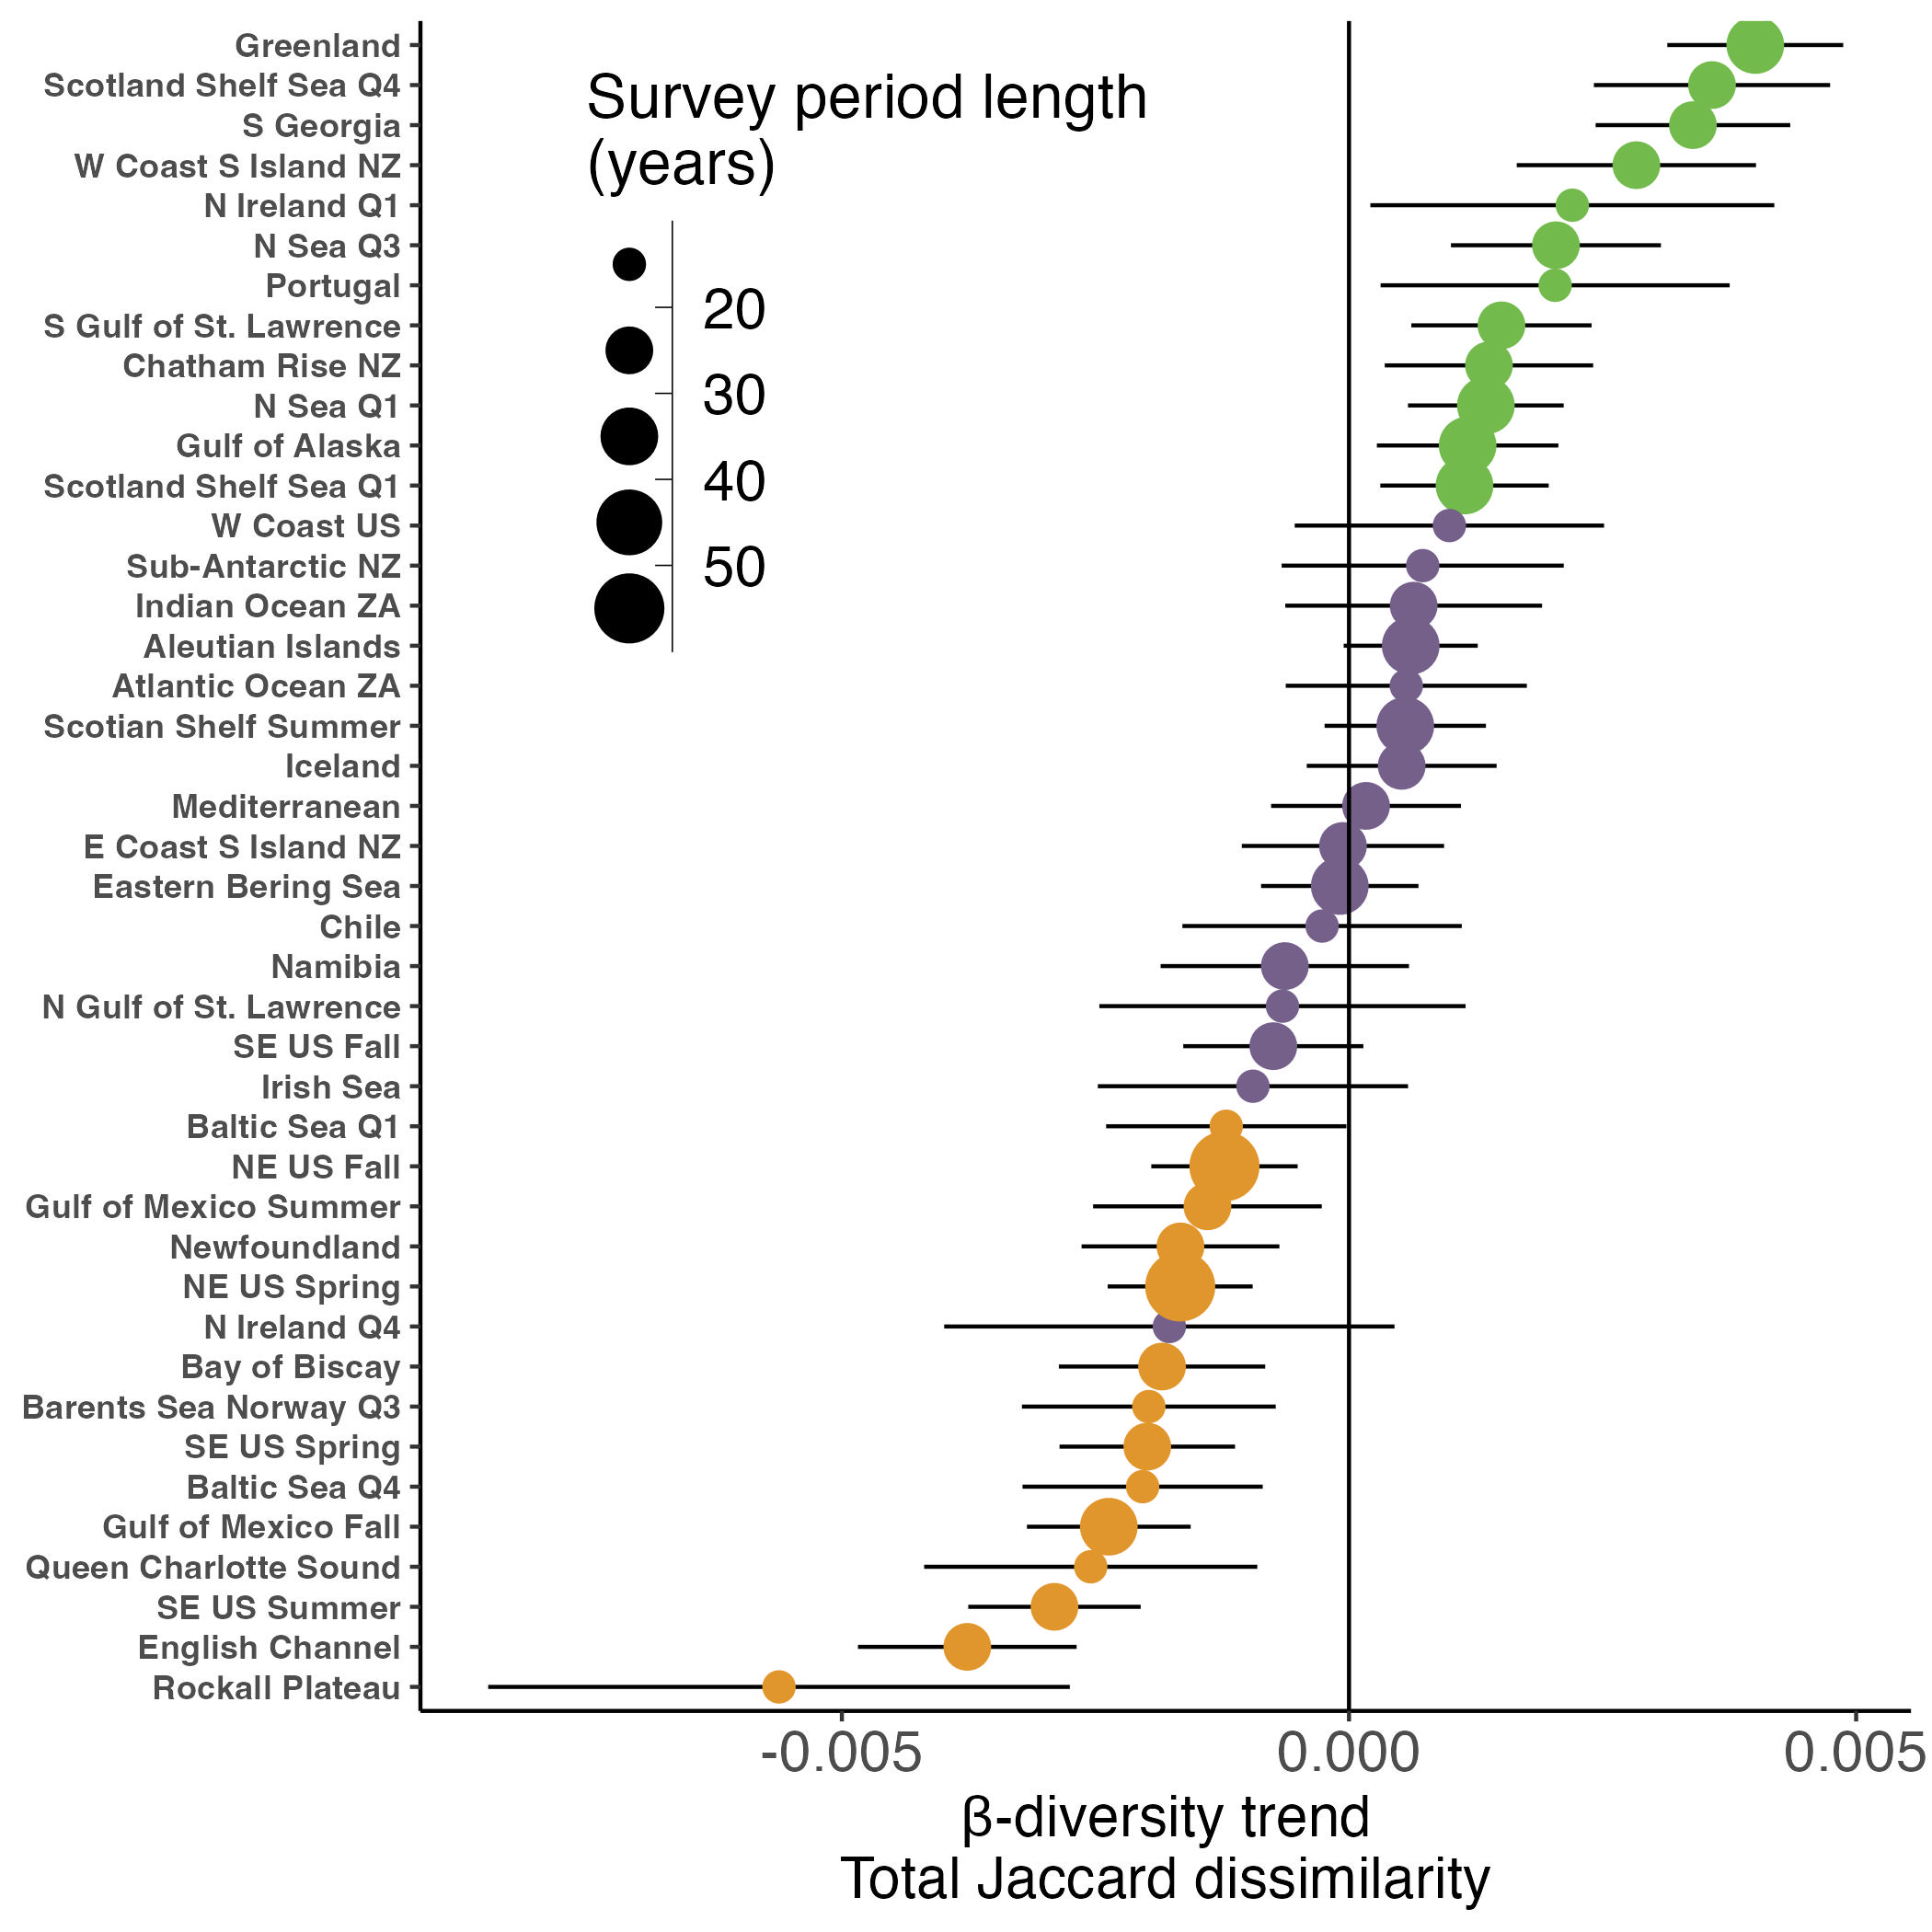 Greenland
Scotland Shelf Sea Q4
S Georgia
W Coast S Island NZ
N Ireland Q1
N Sea Q3
Portugal
S Gulf of St. Lawrence
Chatham Rise NZ
N Sea Q1
Gulf of Alaska
Scotland Shelf Sea Q1
W Coast US
Sub-Antarctic NZ
Indian Ocean ZA
Aleutian Islands
Atlantic Ocean ZA
Scotian Shelf Summer
Iceland
Mediterranean
E Coast S Island NZ
Eastern Bering Sea
Chile
Namibia
N Gulf of St. Lawrence
SE US Fall
Irish Sea
Baltic Sea Q1
NE US Fall
Gulf of Mexico Summer
Newfoundland
NE US Spring
N Ireland Q4
Bay of Biscay
Barents Sea Norway Q3
SE US Spring
Baltic Sea Q4
Gulf of Mexico Fall
Queen Charlotte Sound
SE US Summer
English Channel
Rockall Plateau
Survey period length
(years)
20
30
40
50
-0.005 0.000 0.005
β-diversity trend
Total Jaccard dissimilarity